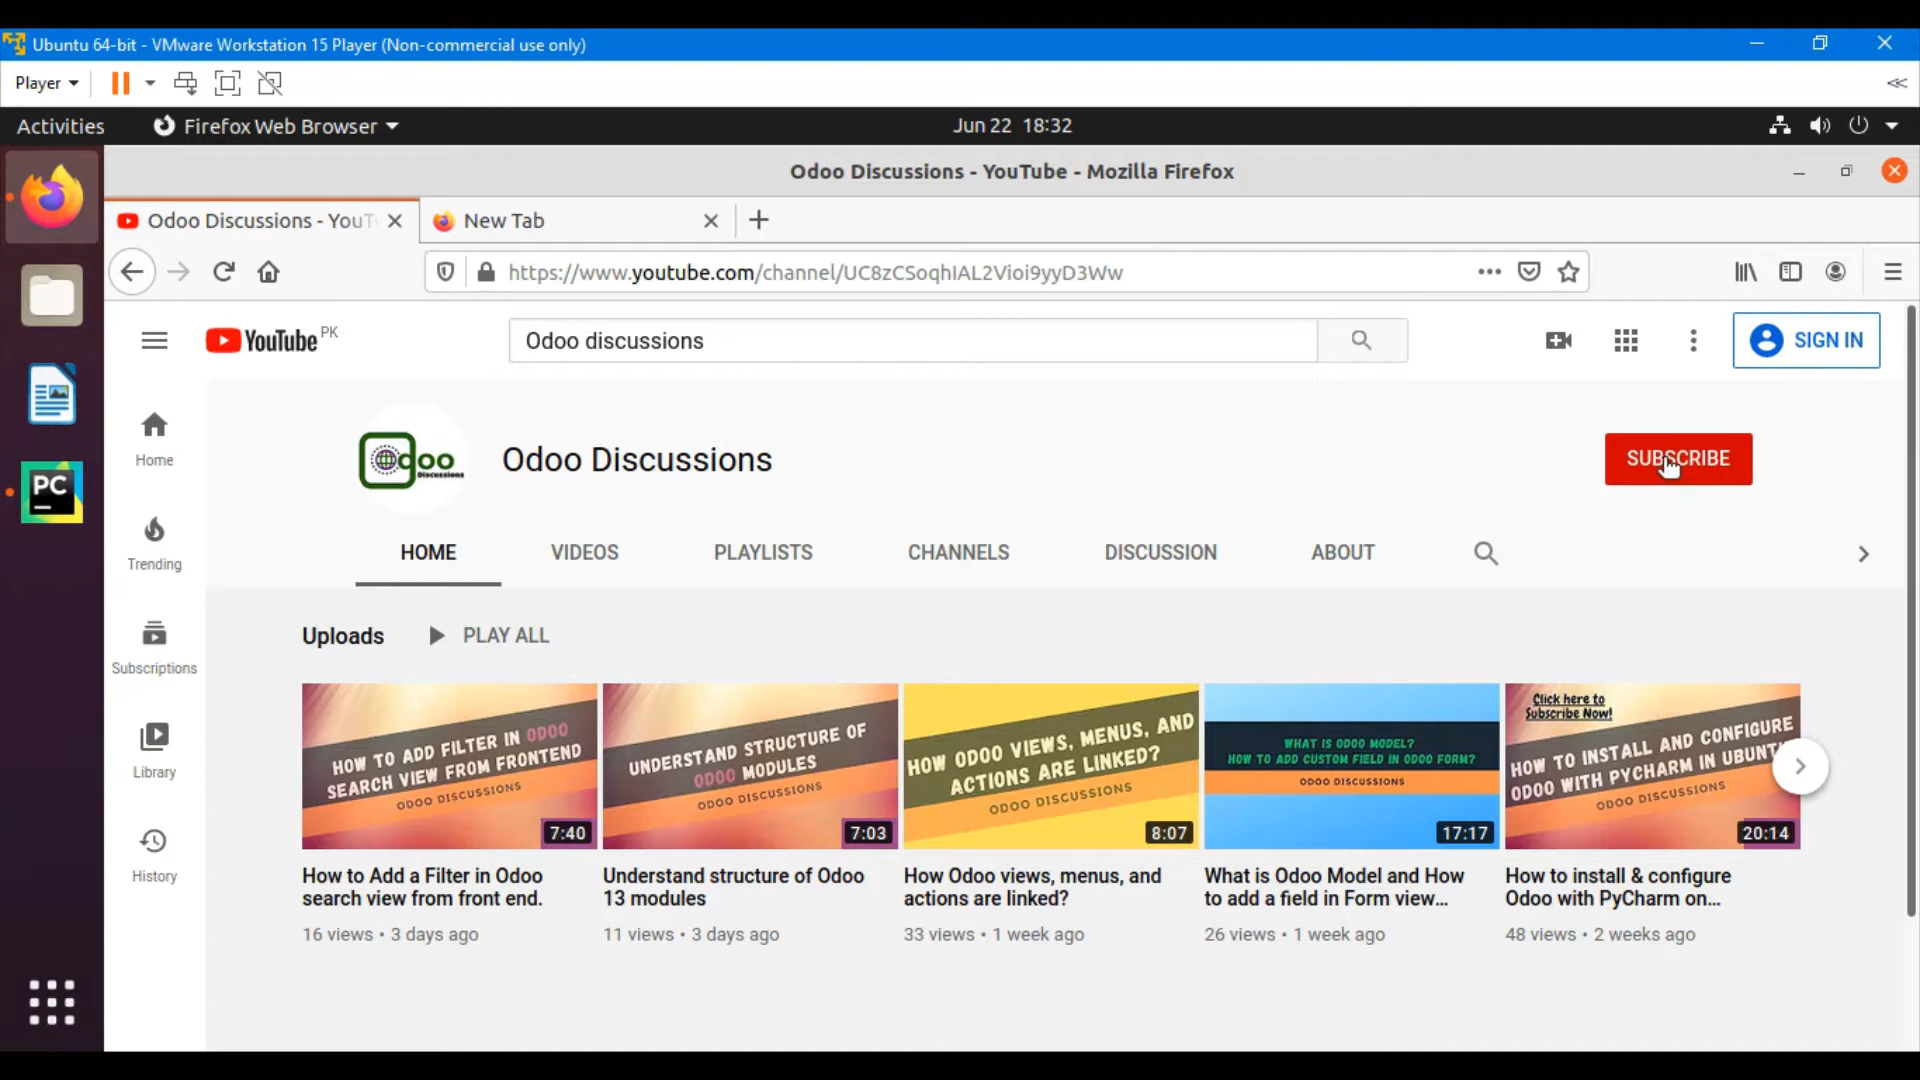 Ubuntu 64-bit - VMware Workstation 15 Player (Non-commercial use only)
Player
Activities Firefox Web Browser Jun 22 18:32
Odoo Discussions - YouTube - Mozilla Firefox
Odoo Discussions - YouT New Tab
https://www.youtube.com/channel/UC8zCSoqhIAL2Vioi9yyD3Ww
YouTube PK Odoo discussions SIGN IN
Odoo Discussions
Odoo Discussions SUBSCRIBE
HOME VIDEOS PLAYLISTS CHANNELS DISCUSSION ABOUT
Home
Trending
Subscriptions
Library
History
PC
Uploads PLAY ALL
HOW TO ADD FILTER IN ODOO
SEARCH VIEW FROM FRONTEND
ODOO DISCUSSIONS
7:40
UNDERSTAND STRUCTURE OF
ODOO MODULES
ODOO DISCUSSIONS
7:03
HOW ODOO VIEWS, MENUS, AND
ACTIONS ARE LINKED?
ODOO DISCUSSIONS
8:07
WHAT IS ODOO MODEL?
HOW TO ADD CUSTOM FIELD IN ODOO FORM?
ODOO DISCUSSIONS
17:17
Click here to
Subscribe Now!
HOW TO INSTALL AND CONFIGURE
ODOO WITH PYCHARM IN UBUNTU
ODOO DISCUSSIONS
20:14
How to Add a Filter in Odoo
search view from front end.
16 views • 3 days ago
Understand structure of Odoo
13 modules
11 views • 3 days ago
How Odoo views, menus, and
actions are linked?
33 views • 1 week ago
What is Odoo Model and How
to add a field in Form view...
26 views • 1 week ago
How to install & configure
Odoo with PyCharm on...
48 views • 2 weeks ago